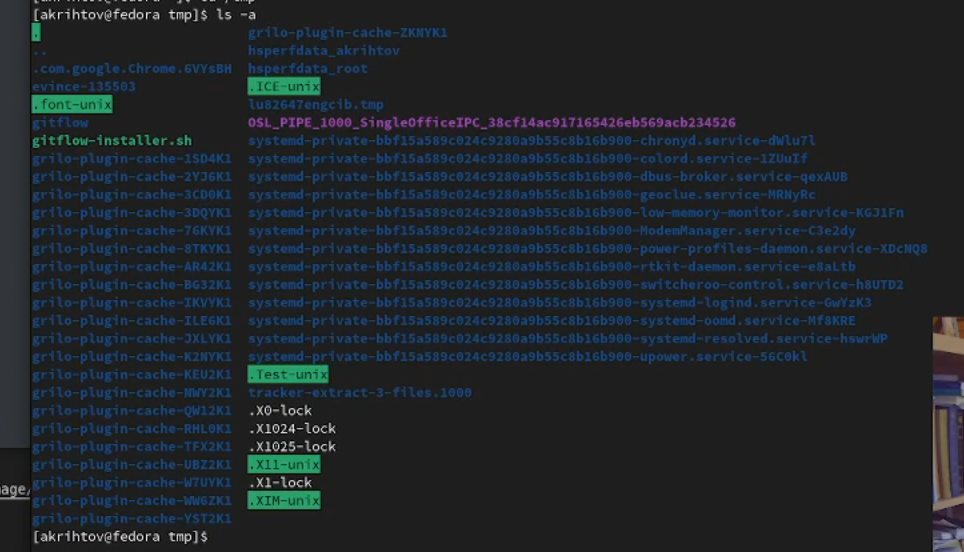 [akrihtov@fedora tmp]$ ls -a
. grilo-plugin-cache-ZKNYK1
.. hsperfdata_akrihtov
.com.google.Chrome.6VYsBH hsperfdata_root
evince-135503 .ICE-unix
.font-unix lu82647engcib.tmp
gitflow OSL_PIPE_1000_SingleOfficeIPC_38cf14ac917165426eb569acb234526
gitflow-installer.sh systemd-private-bbf15a589c024c9280a9b55c8b16b900-chronyd.service-dWlu7l
grilo-plugin-cache-1SD4K1 systemd-private-bbf15a589c024c9280a9b55c8b16b900-colord.service-1ZUuIf
grilo-plugin-cache-2YJ6K1 systemd-private-bbf15a589c024c9280a9b55c8b16b900-dbus-broker.service-qexAUB
grilo-plugin-cache-3CD0K1 systemd-private-bbf15a589c024c9280a9b55c8b16b900-geoclue.service-MRNyRc
grilo-plugin-cache-3DQYK1 systemd-private-bbf15a589c024c9280a9b55c8b16b900-low-memory-monitor.service-KGJ1Fn
grilo-plugin-cache-76KYK1 systemd-private-bbf15a589c024c9280a9b55c8b16b900-ModemManager.service-C3e2dy
grilo-plugin-cache-8TKYK1 systemd-private-bbf15a589c024c9280a9b55c8b16b900-power-profiles-daemon.service-XDcNQ8
grilo-plugin-cache-AR42K1 systemd-private-bbf15a589c024c9280a9b55c8b16b900-rtkit-daemon.service-e8aLtb
grilo-plugin-cache-BG32K1 systemd-private-bbf15a589c024c9280a9b55c8b16b900-switcheroo-control.service-h8UTD2
grilo-plugin-cache-IKVYK1 systemd-private-bbf15a589c024c9280a9b55c8b16b900-systemd-logind.service-GwYzK3
grilo-plugin-cache-ILE6K1 systemd-private-bbf15a589c024c9280a9b55c8b16b900-systemd-oomd.service-Mf8KRE
grilo-plugin-cache-JXLYK1 systemd-private-bbf15a589c024c9280a9b55c8b16b900-systemd-resolved.service-hswrWP
grilo-plugin-cache-K2NYK1 systemd-private-bbf15a589c024c9280a9b55c8b16b900-upower.service-56C0kl
grilo-plugin-cache-KEU2K1 .Test-unix
grilo-plugin-cache-NWY2K1 tracker-extract-3-files.1000
grilo-plugin-cache-QW12K1 .X0-lock
grilo-plugin-cache-RHL0K1 .X1024-lock
grilo-plugin-cache-TFX2K1 .X1025-lock
grilo-plugin-cache-UBZ2K1 .X11-unix
grilo-plugin-cache-W7UYK1 .X1-lock
grilo-plugin-cache-WW6ZK1 .XIM-unix
grilo-plugin-cache-YST2K1
[akrihtov@fedora tmp]$